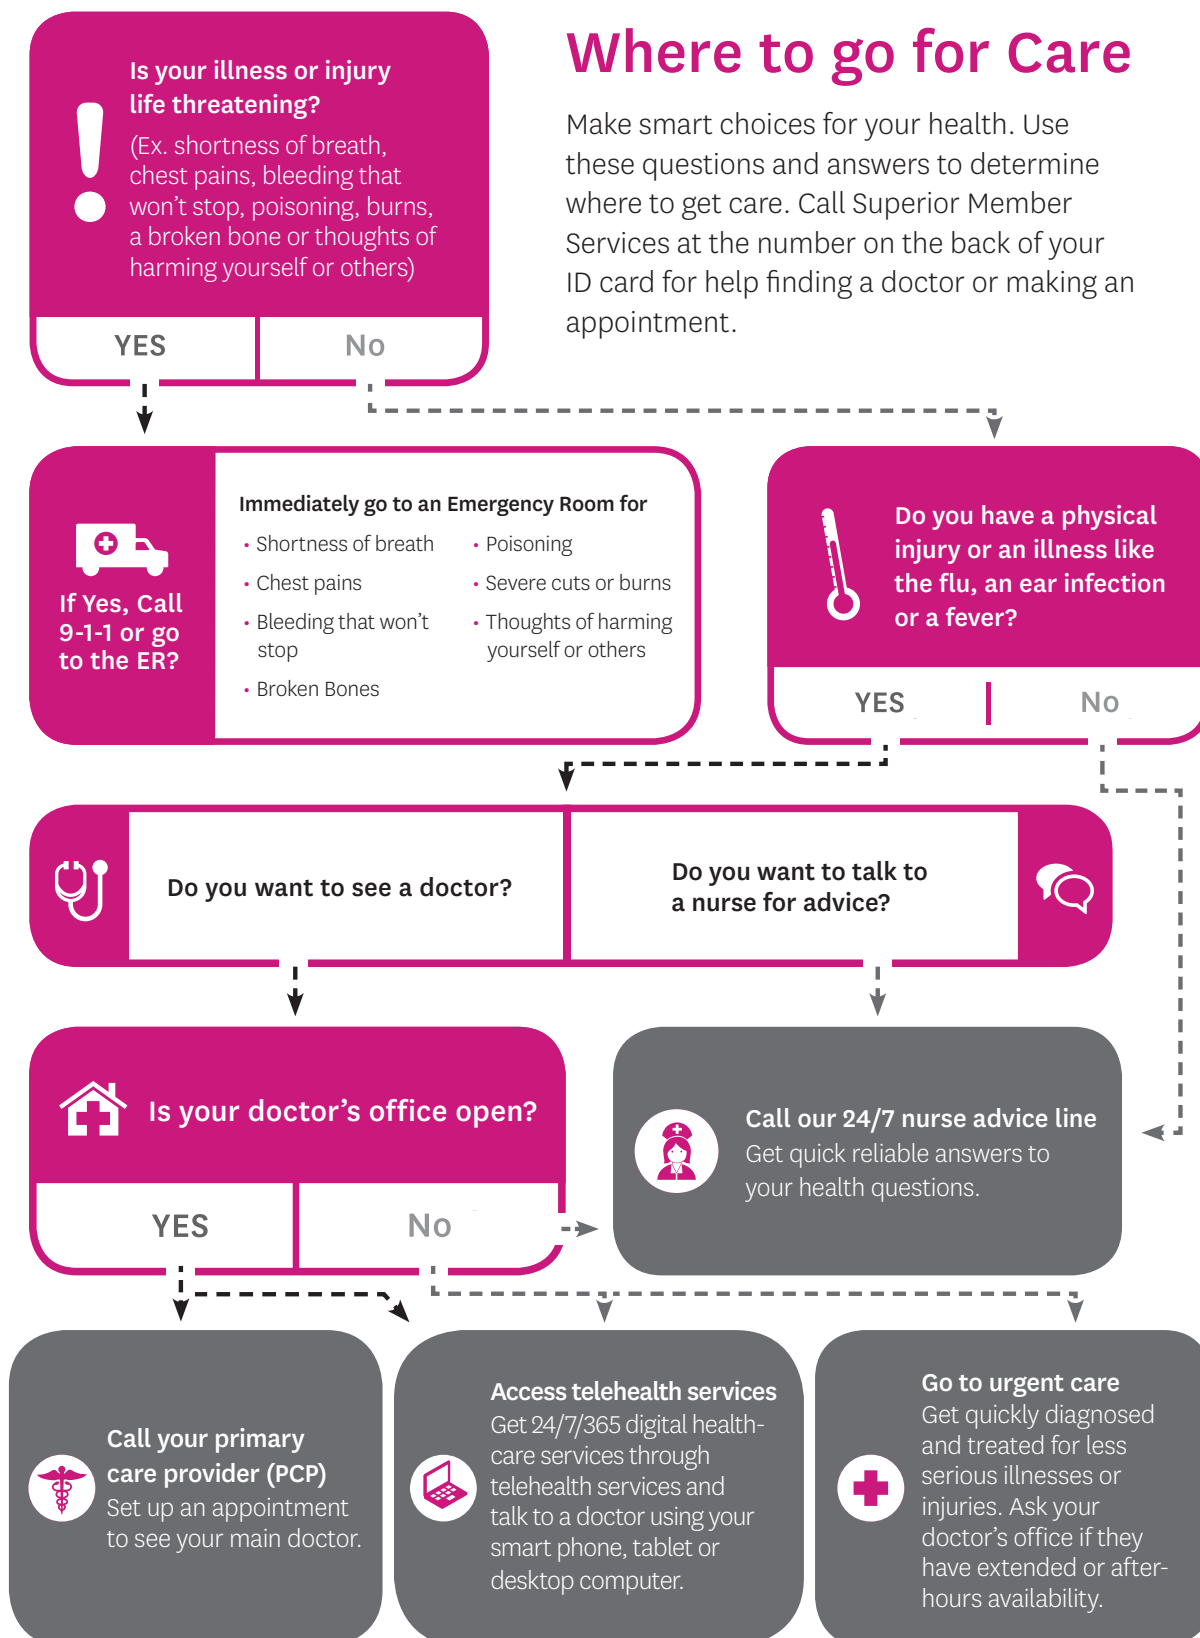 Where to go for Care
Make smart choices for your health. Use
these questions and answers to determine
where to get care. Call Superior Member
Services at the number on the back of your
ID card for help finding a doctor or making an
appointment.
Is your illness or injury
life threatening?
(Ex. shortness of breath,
chest pains, bleeding that
won't stop, poisoning, burns,
a broken bone or thoughts of
harming yourself or others)
YES
No
If Yes, Call
9-1-1 or go
to the ER?
Immediately go to an Emergency Room for
• Shortness of breath
• Chest pains
• Bleeding that won't
stop
• Broken Bones
• Poisoning
• Severe cuts or burns
• Thoughts of harming
yourself or others
Do you have a physical
injury or an illness like
the flu, an ear infection
or a fever?
YES
No
Do you want to see a doctor?
Do you want to talk to
a nurse for advice?
Is your doctor's office open?
YES
No
Call our 24/7 nurse advice line
Get quick reliable answers to
your health questions.
Call your primary
care provider (PCP)
Set up an appointment
to see your main doctor.
Access telehealth services
Get 24/7/365 digital health-
care services through
telehealth services and
talk to a doctor using your
smart phone, tablet or
desktop computer.
Go to urgent care
Get quickly diagnosed
and treated for less
serious illnesses or
injuries. Ask your
doctor's office if they
have extended or after-
hours availability.